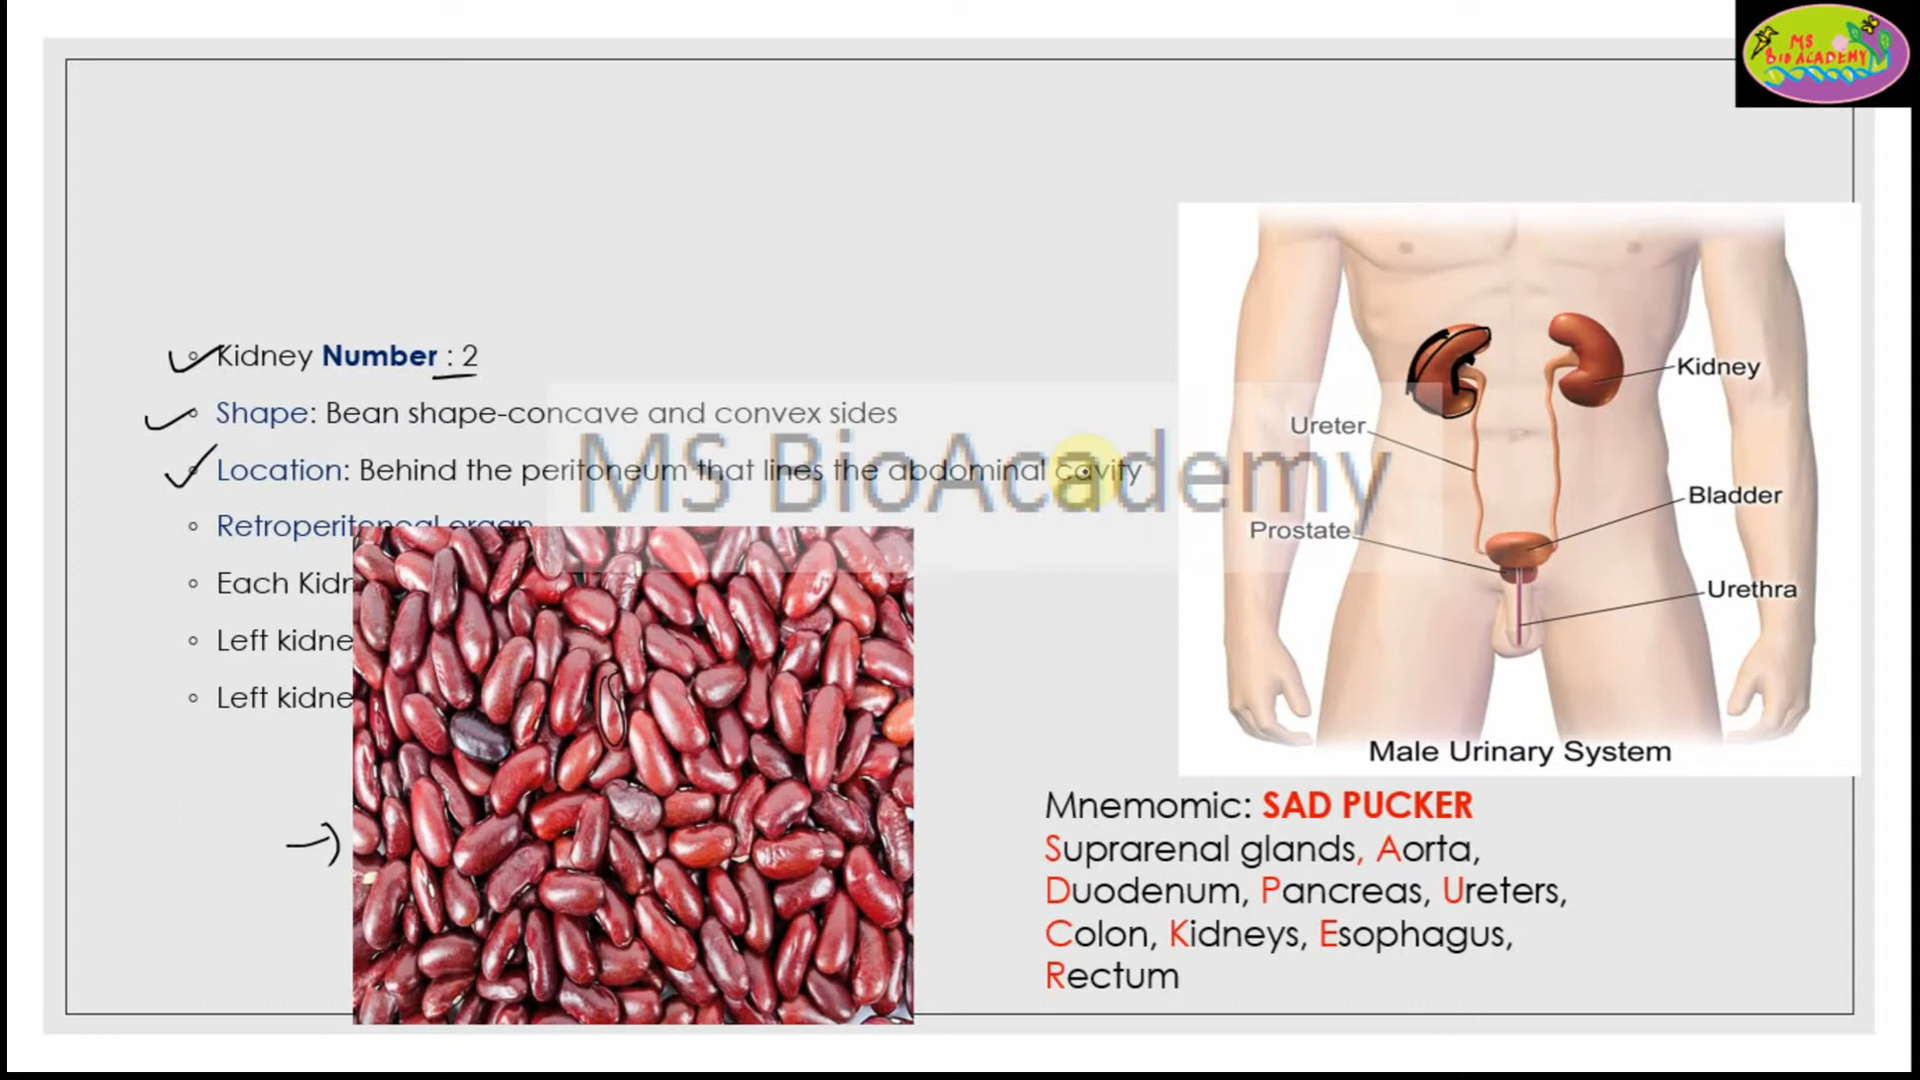 MS
BIO ACADEMY
Kidney Number : 2
Shape: Bean shape-concave and convex sides
Location: Behind the peritoneum that lines the abdominal cavity
Retroperitoneal organ
Each Kidn
Left kidne
Left kidne
MS BioAcademy
Kidney
Ureter
Bladder
Prostate
Urethra
Male Urinary System
Mnemomic: SAD PUCKER
Suprarenal glands, Aorta,
Duodenum, Pancreas, Ureters,
Colon, Kidneys, Esophagus,
Rectum